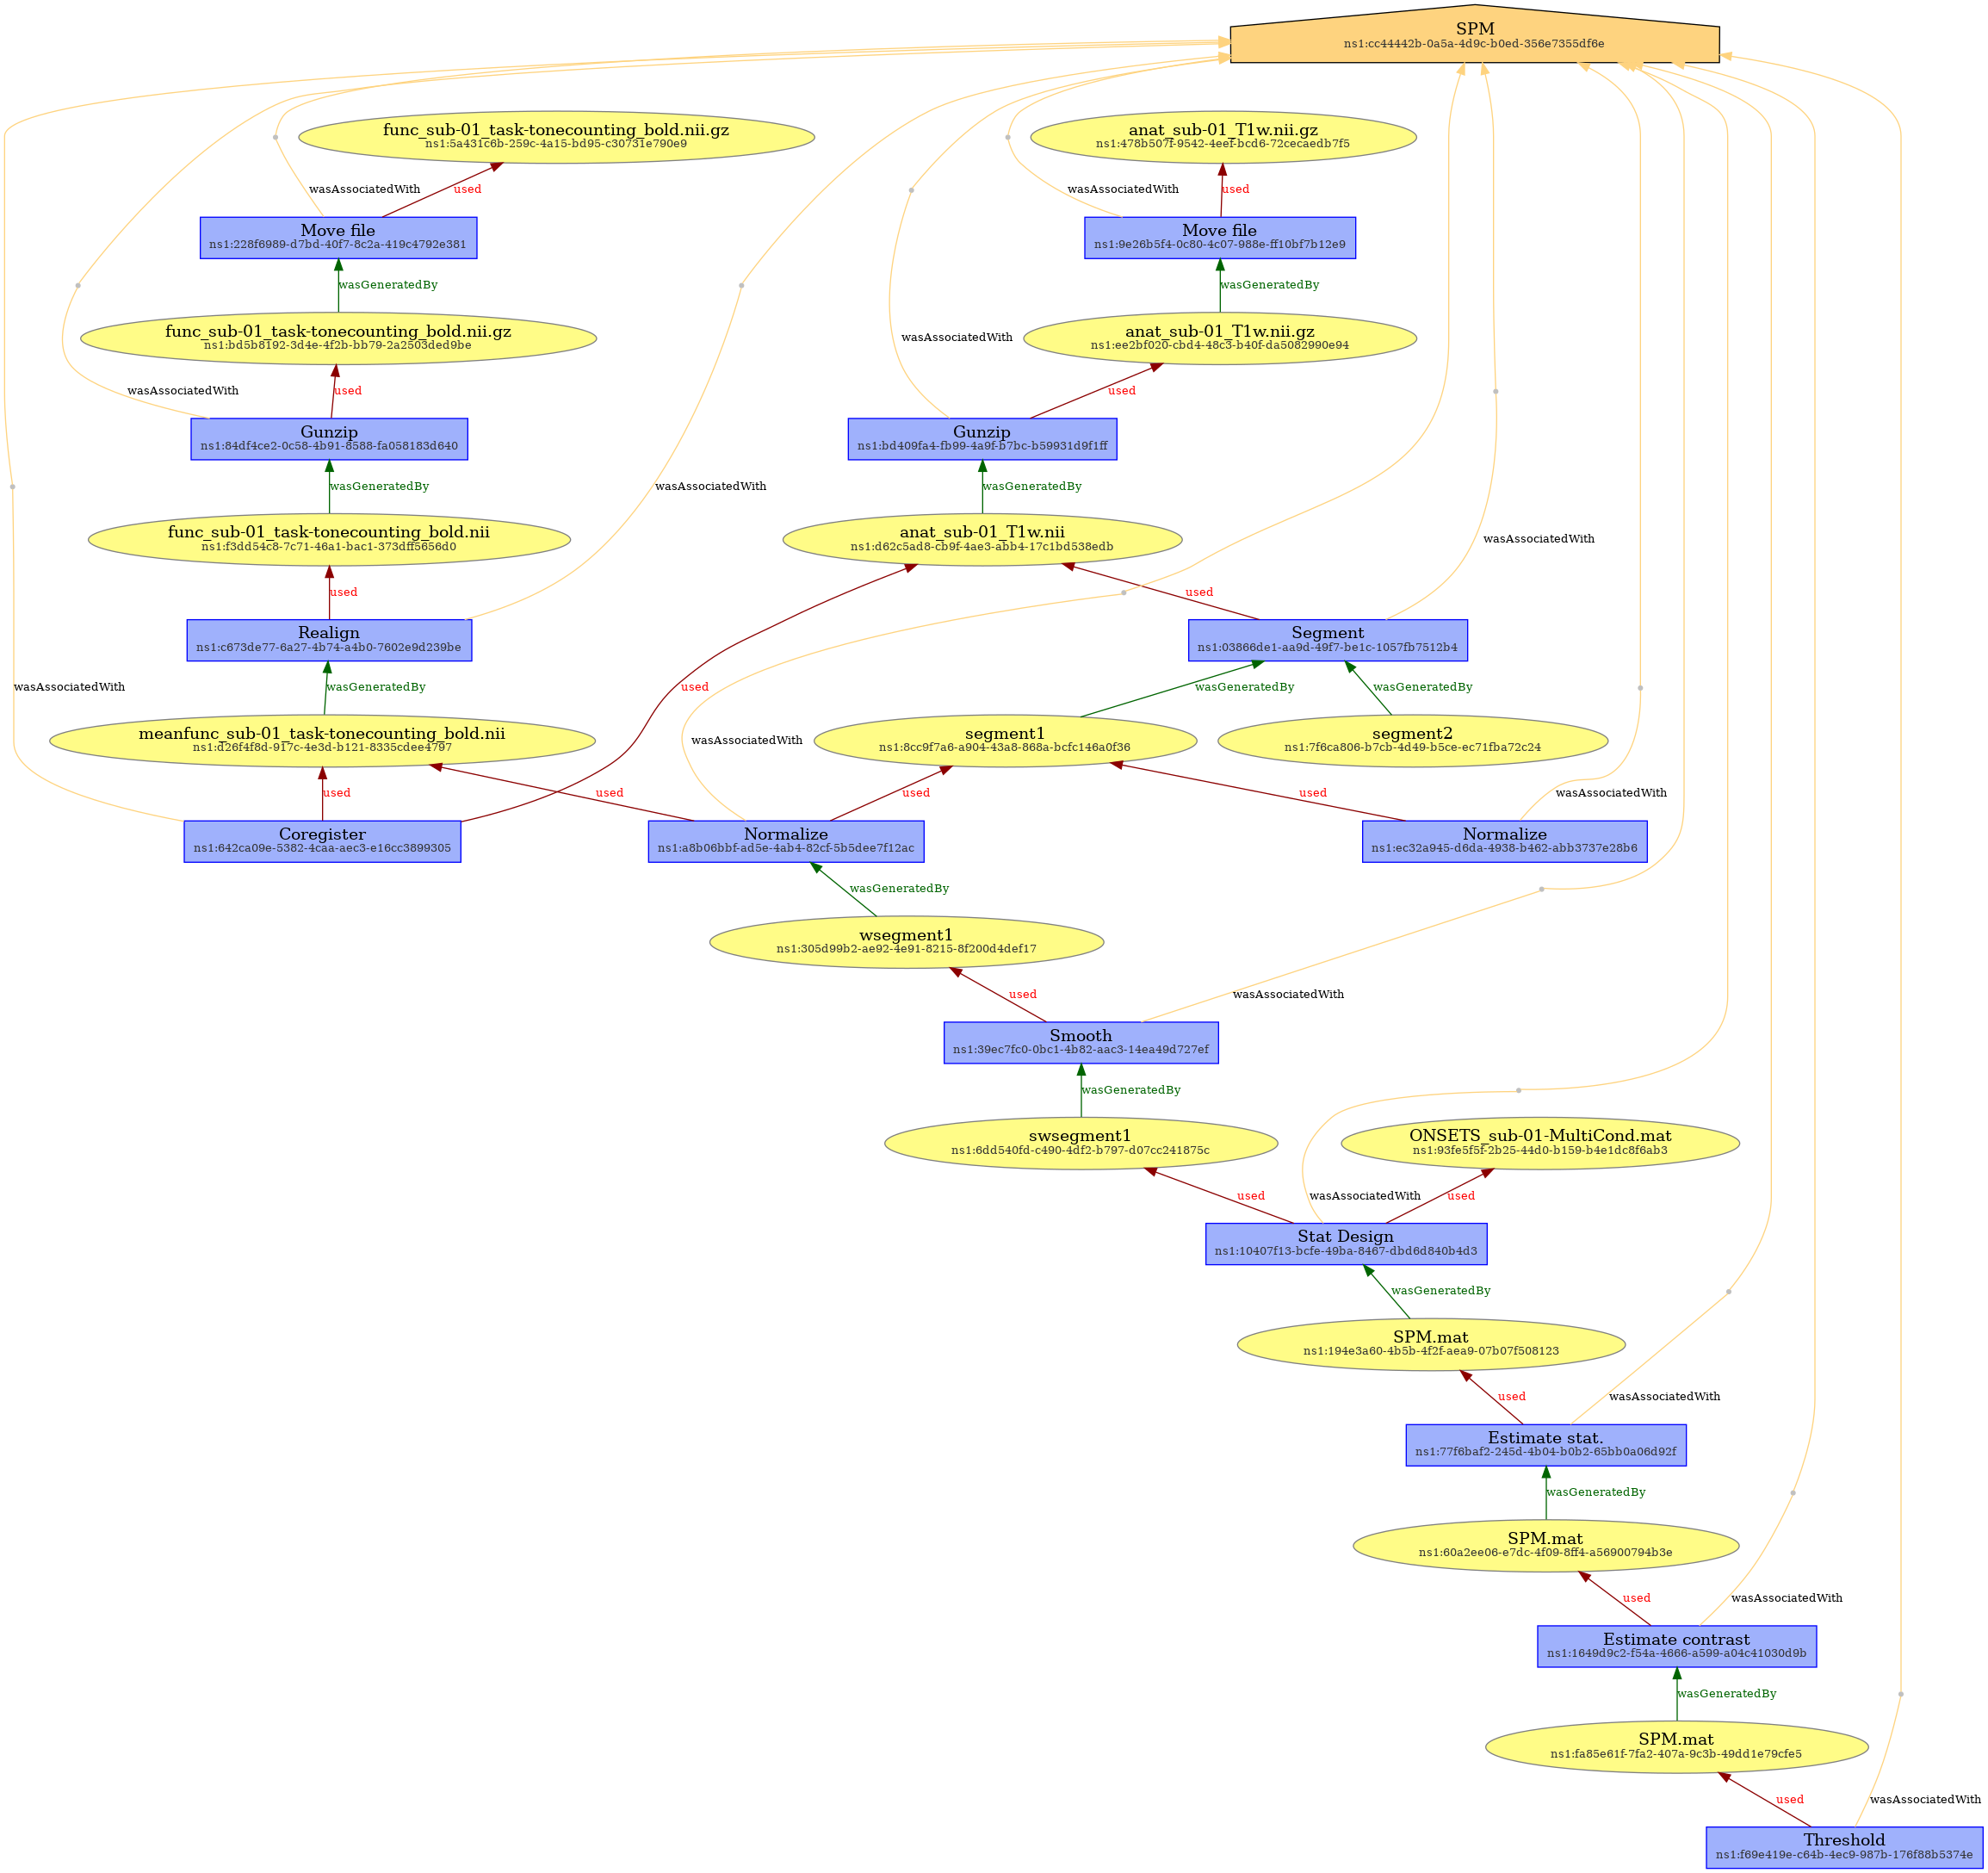 SPM
ns1:cc44442b-0a5a-4d9c-b0ed-356e7355df6e
func_sub-01_task-tonecounting_bold.nii.gz
ns1:5a431c6b-259c-4a15-bd95-c30731e790e9
anat_sub-01_T1w.nii.gz
ns1:478b507f-9542-4eef-bcd6-72cecaedb7f5
wasAssociatedWith
used
wasAssociatedWith
used
Move file
ns1:228f6989-d7bd-40f7-8c2a-419c4792e381
Move file
ns1:9e26b5f4-0c80-4c07-988e-ff10bf7b12e9
wasGeneratedBy
wasGeneratedBy
func_sub-01_task-tonecounting_bold.nii.gz
ns1:bd5b8192-3d4e-4f2b-bb79-2a2503ded9be
wasAssociatedWith
anat_sub-01_T1w.nii.gz
ns1:ee2bf020-cbd4-48c3-b40f-da5082990e94
wasAssociatedWith
used
used
Gunzip
ns1:84df4ce2-0c58-4b91-8588-fa058183d640
Gunzip
ns1:bd409fa4-fb99-4a9f-b7bc-b59931d9f1ff
wasGeneratedBy
wasAssociatedWith
wasGeneratedBy
func_sub-01_task-tonecounting_bold.nii
ns1:f3dd54c8-7c71-46a1-bac1-373dff5656d0
anat_sub-01_T1w.nii
ns1:d62c5ad8-cb9f-4ae3-abb4-17c1bd538edb
wasAssociatedWith
used
used
Realign
ns1:c673de77-6a27-4b74-a4b0-7602e9d239be
Segment
ns1:03866de1-aa9d-49f7-be1c-1057fb7512b4
wasAssociatedWith
wasGeneratedBy
used
wasGeneratedBy
wasGeneratedBy
meanfunc_sub-01_task-tonecounting_bold.nii
ns1:d26f4f8d-917c-4e3d-b121-8335cdee4797
wasAssociatedWith
segment1
ns1:8cc9f7a6-a904-43a8-868a-bcfc146a0f36
segment2
ns1:7f6ca806-b7cb-4d49-b5ce-ec71fba72c24
used
used
used
used
wasAssociatedWith
Coregister
ns1:642ca09e-5382-4caa-aec3-e16cc3899305
Normalize
ns1:a8b06bbf-ad5e-4ab4-82cf-5b5dee7f12ac
Normalize
ns1:ec32a945-d6da-4938-b462-abb3737e28b6
wasGeneratedBy
wsegment1
ns1:305d99b2-ae92-4e91-8215-8f200d4def17
used
wasAssociatedWith
Smooth
ns1:39ec7fc0-0bc1-4b82-aac3-14ea49d727ef
wasGeneratedBy
swsegment1
ns1:6dd540fd-c490-4df2-b797-d07cc241875c
ONSETS_sub-01-MultiCond.mat
ns1:93fe5f5f-2b25-44d0-b159-b4e1dc8f6ab3
used
wasAssociatedWith
used
Stat Design
ns1:10407f13-bcfe-49ba-8467-dbd6d840b4d3
wasGeneratedBy
SPM.mat
ns1:194e3a60-4b5b-4f2f-aea9-07b07f508123
used
wasAssociatedWith
Estimate stat.
ns1:77f6baf2-245d-4b04-b0b2-65bb0a06d92f
wasGeneratedBy
SPM.mat
ns1:60a2ee06-e7dc-4f09-8ff4-a56900794b3e
used
wasAssociatedWith
Estimate contrast
ns1:1649d9c2-f54a-4666-a599-a04c41030d9b
wasGeneratedBy
SPM.mat
ns1:fa85e61f-7fa2-407a-9c3b-49dd1e79cfe5
used
wasAssociatedWith
Threshold
ns1:f69e419e-c64b-4ec9-987b-176f88b5374e